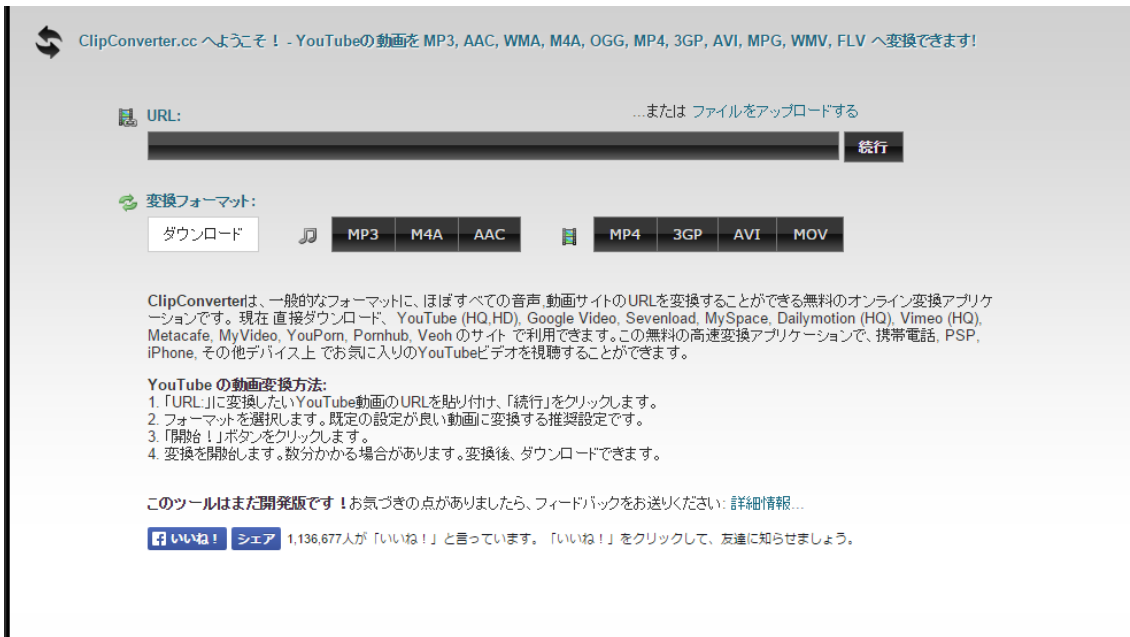 ClipConverter.cc へようこそ！ - YouTubeの動画を MP3, AAC, WMA, M4A, OGG, MP4, 3GP, AVI, MPG, WMV, FLV へ変換できます!
URL:
...または ファイルをアップロードする
続行
変換フォーマット:
ダウンロード MP3 M4A AAC MP4 3GP AVI MOV
ClipConverterは、一般的なフォーマットに、ほぼすべての音声,動画サイトのURLを変換することができる無料のオンライン変換アプリケ
ーションです。現在 直接ダウンロード、 YouTube (HQ,HD), Google Video, Sevenload, MySpace, Dailymotion (HQ), Vimeo (HQ),
Metacafe, MyVideo, YouPorn, Pornhub, Veoh のサイト で利用できます。この無料の高速変換アプリケーションで、携帯電話, PSP,
iPhone, その他デバイス上 でお気に入りのYouTubeビデオを視聴することができます。
YouTube の動画変換方法:
1. 「URL:」に変換したいYouTube動画のURLを貼り付け、「続行」をクリックします。
2. フォーマットを選択します。既定の設定が良い動画に変換する推奨設定です。
3. 「開始！」ボタンをクリックします。
4. 変換を開始します。数分かかる場合があります。変換後、ダウンロードできます。
このツールはまだ開発版です！お気づきの点がありましたら、フィードバックをお送りください: 詳細情報...
いいね！ シェア 1,136,677人が「いいね！」と言っています。「いいね！」をクリックして、友達に知らせましょう。